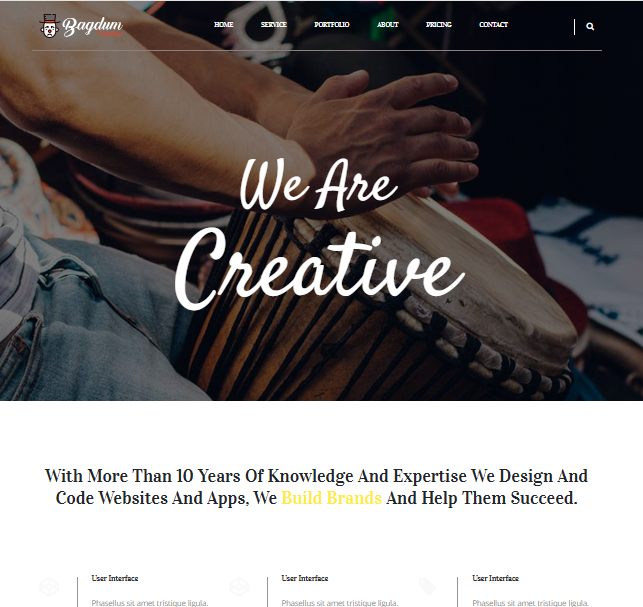 Bagdum
HOME SERVICE PORTFOLIO ABOUT PRICING CONTACT
We Are
Creative
With More Than 10 Years Of Knowledge And Expertise We Design And
Code Websites And Apps, We Build Brands And Help Them Succeed.
User Interface User Interface User Interface
Phasellus sit amet tristique ligula. Phasellus sit amet tristique ligula. Phasellus sit amet tristique ligula.